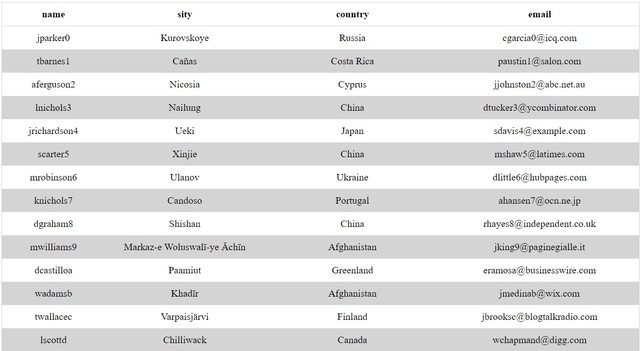 name sity country email
jparker0 Kurovskoye Russia cgarcia0@icq.com
tbarnes1 Cañas Costa Rica paustin1@salon.com
aferguson2 Nicosia Cyprus jjohnston2@abc.net.au
lnichols3 Nailung China dtucker3@ycombinator.com
jrichardson4 Ueki Japan sdavis4@example.com
scarter5 Xinjie China mshaw5@latimes.com
mrobinson6 Ulanov Ukraine dlittle6@hubpages.com
knichols7 Candoso Portugal ahansen7@ocn.ne.jp
dgraham8 Shishan China rhayes8@independent.co.uk
mwilliams9 Markaz-e Woluswalī-ye Āchīn Afghanistan jking9@paginegialle.it
dcastilloa Paamiut Greenland eramosa@businesswire.com
wadamsb Khadīr Afghanistan jmedinab@wix.com
twallacec Varpaisjärvi Finland jbrooksc@blogtalkradio.com
lscottd Chilliwack Canada wchapmand@digg.com